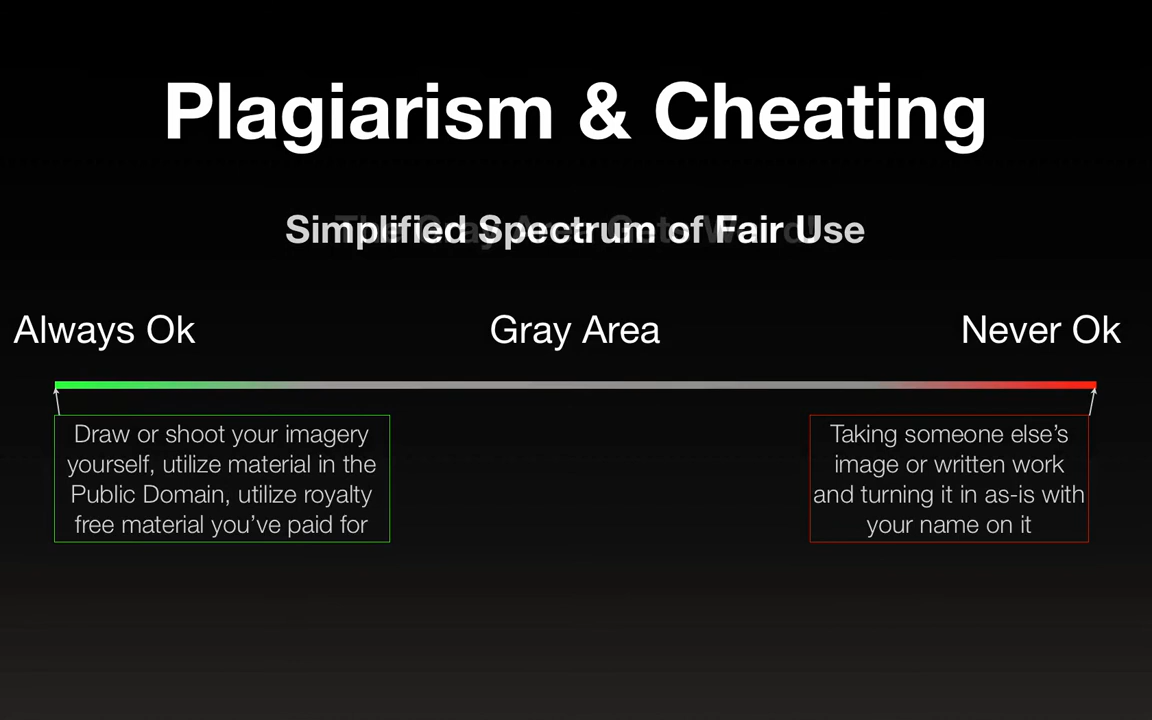 Plagiarism & Cheating
Simplified Spectrum of Fair Use
Always Ok
Gray Area
Never Ok
Draw or shoot your imagery
yourself, utilize material in the
Public Domain, utilize royalty
free material you've paid for
Taking someone else's
image or written work
and turning it in as-is with
your name on it